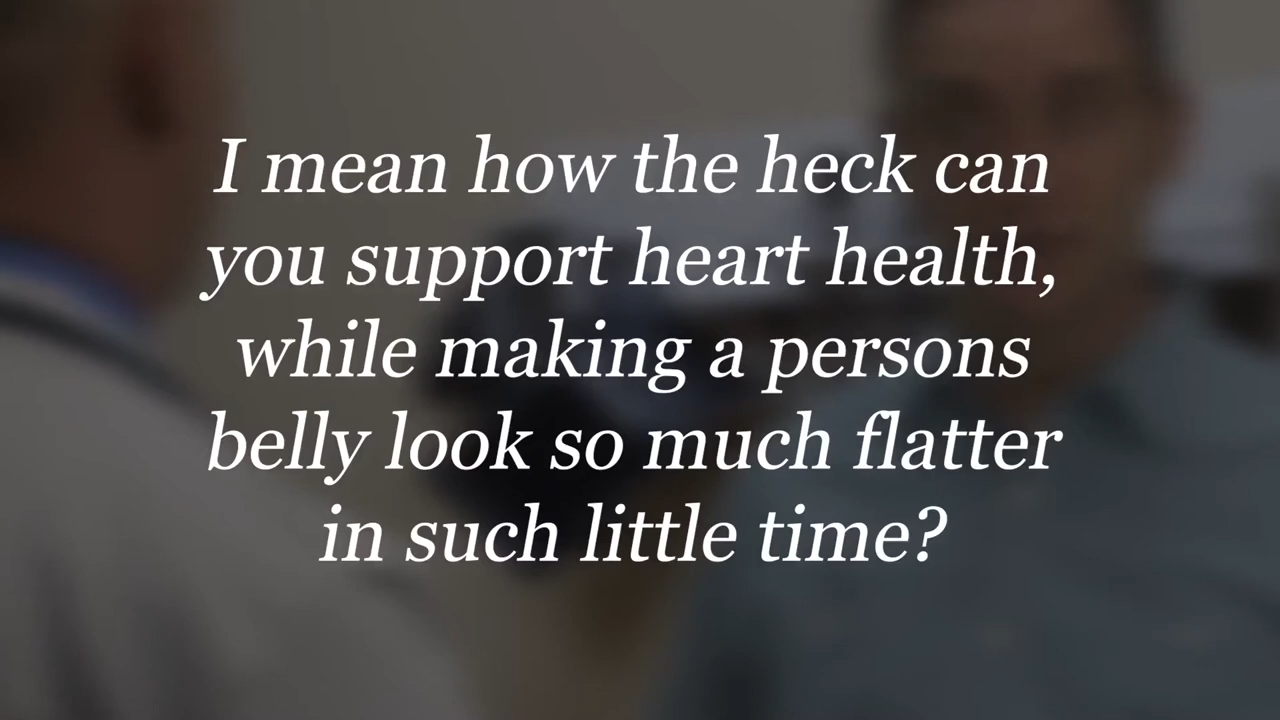 I mean how the heck can
you support heart health,
while making a persons
belly look so much flatter
in such little time?